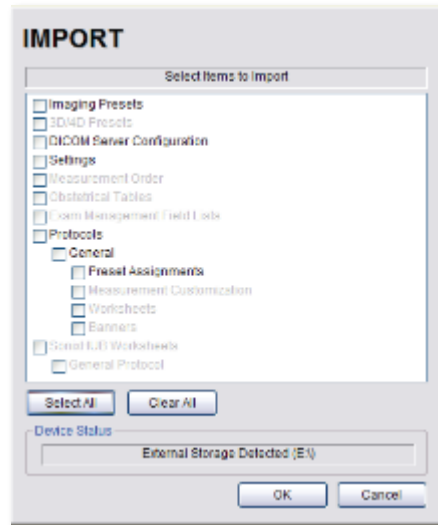 IMPORT
Select Items to Import
Imaging Presets
3D/4D Presets
DICOM Server Configuration
Settings
Measurement Order
Obstetrical Tables
Exam Management Field Lists
Protocols
General
Preset Assignments
Measurement Customization
Worksheets
Banners
Worksheets
General Protocol
Select All Clear All
Device Status
External Storage Detected (E:\)
OK Cancel